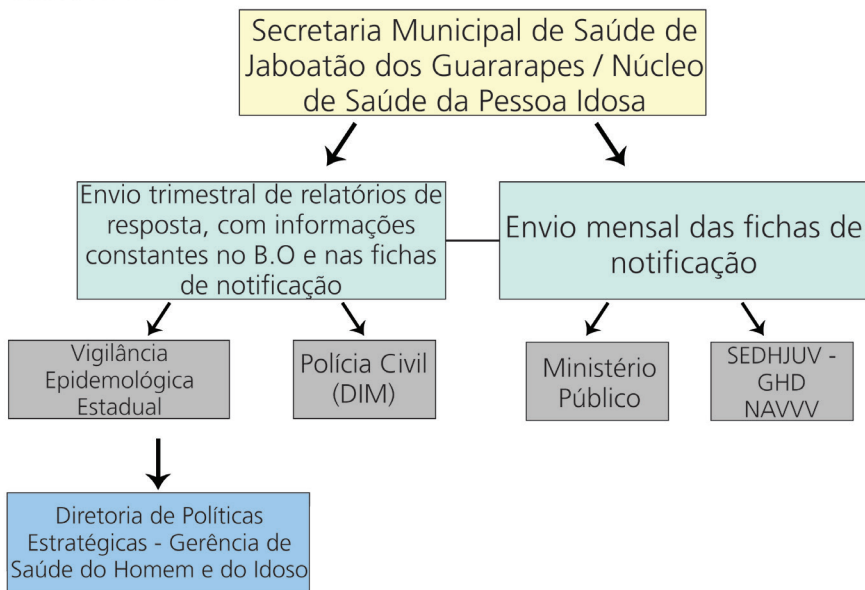 Secretaria Municipal de Saúde de
Jaboatão dos Guararapes / Núcleo
de Saúde da Pessoa Idosa
Envio trimestral de relatórios de
resposta, com informações
constantes no B.O e nas fichas
de notificação
Envio mensal das fichas de
notificação
Vigilância
Epidemológica
Estadual
Polícia Civil
(DIM)
Ministério
Público
SEDHJUV -
GHD
NAVVV
Diretoria de Políticas
Estratégicas - Gerência de
Saúde do Homem e do Idoso